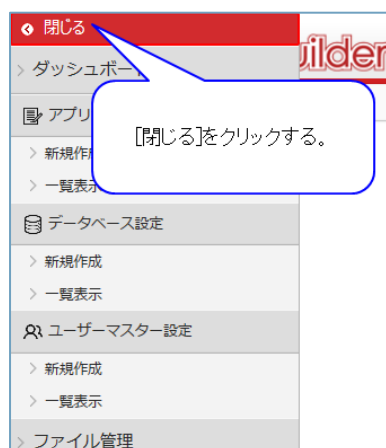 閉じる
uilder
ダッシュボー
アプリ
[閉じる]をクリックする。
新規作
一覧表示
データベース設定
新規作成
一覧表示
ユーザーマスター設定
新規作成
一覧表示
ファイル管理